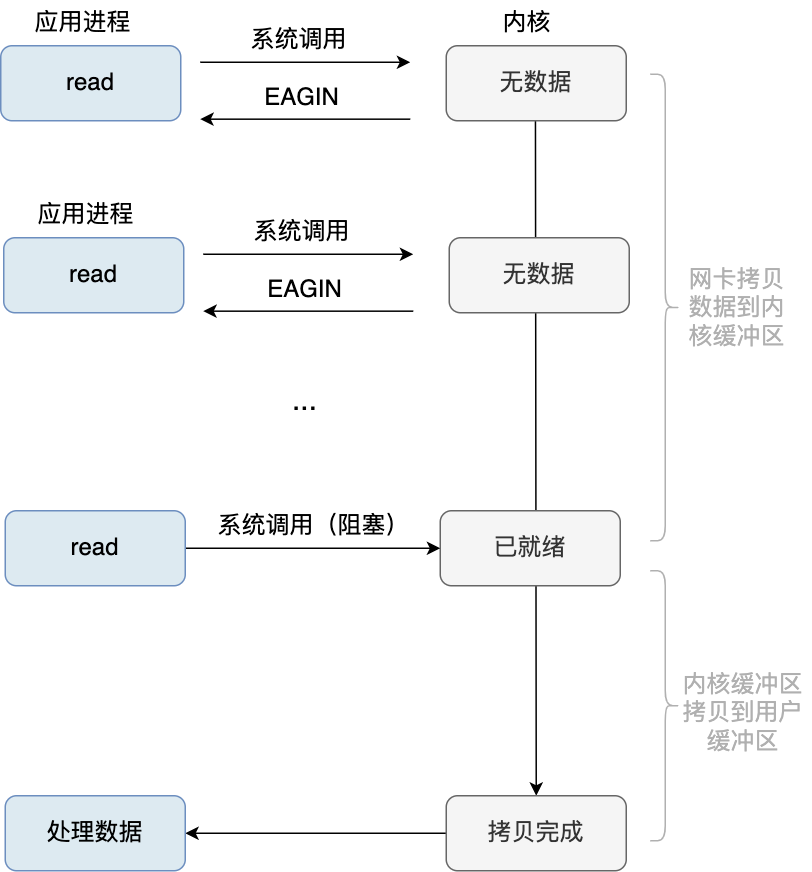 应用进程
内核
系统调用
read
无数据
EAGIN
应用进程
系统调用
read
无数据
EAGIN
网卡拷贝
数据到内
核缓冲区
...
系统调用（阻塞）
read
已就绪
内核缓冲区
拷贝到用户
缓冲区
处理数据
拷贝完成